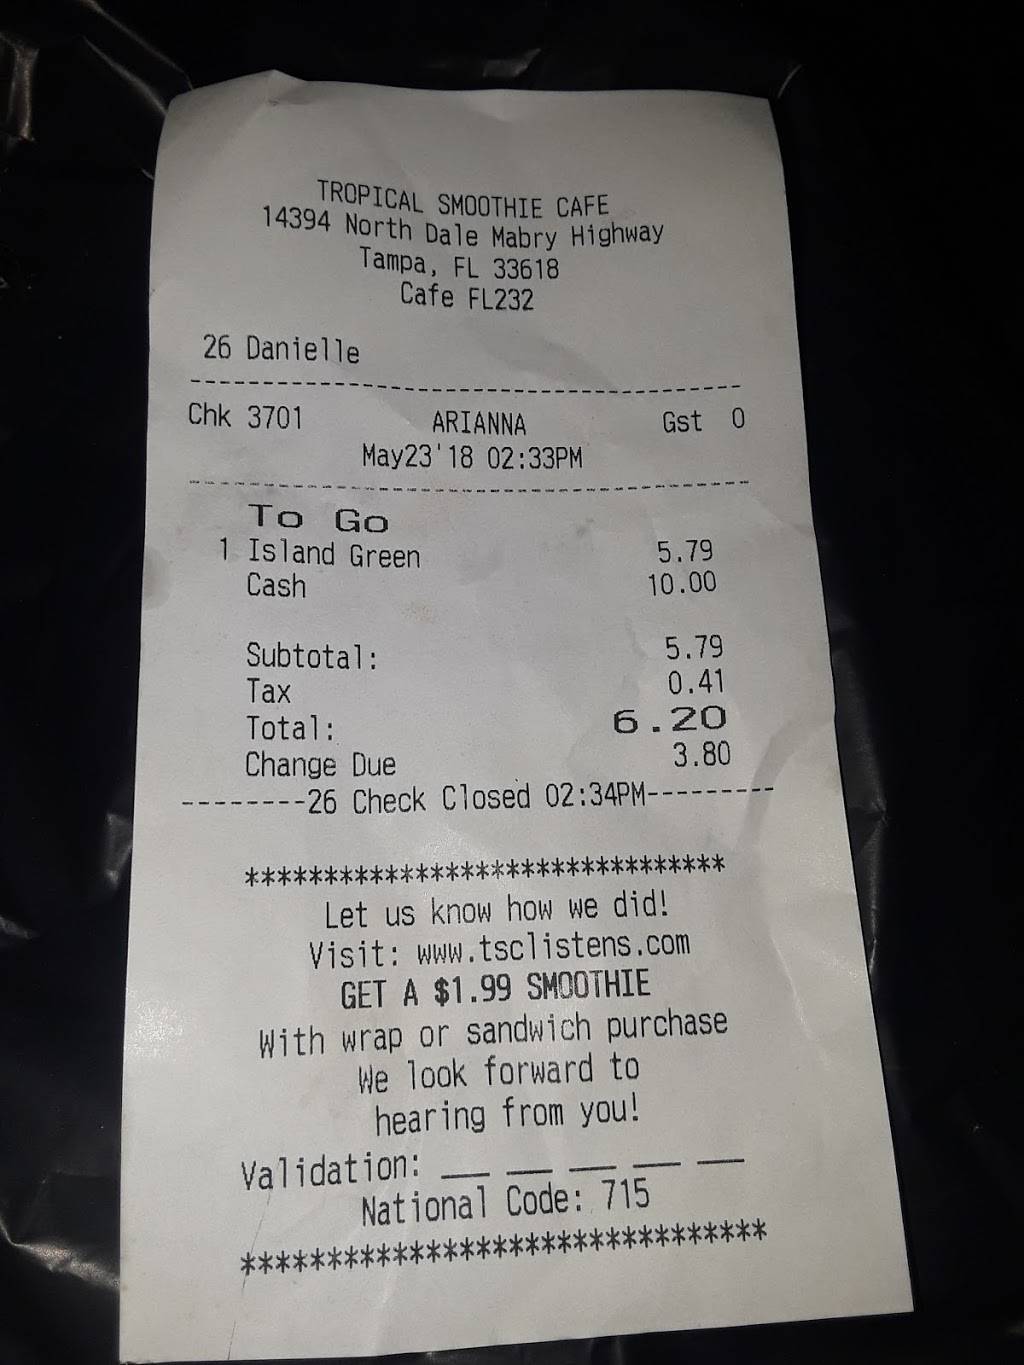 TROPICAL SMOOTHIE CAFE
14394 North Dale Mabry Highway
Tampa, FL 33618
Cafe FL232
26 Danielle
----------------------------------------
Chk 3701 ARIANNA Gst 0
May23'18 02:33PM
----------------------------------------
To Go
1 Island Green 5.79
Cash 10.00
Subtotal: 5.79
Tax 0.41
Total: 6.20
Change Due 3.80
--------26 Check Closed 02:34PM---------
********************************
Let us know how we did!
Visit: www.tsclistens.com
GET A $1.99 SMOOTHIE
With wrap or sandwich purchase
We look forward to
hearing from you!
Validation: __ __ __ __ __
National Code: 715
********************************